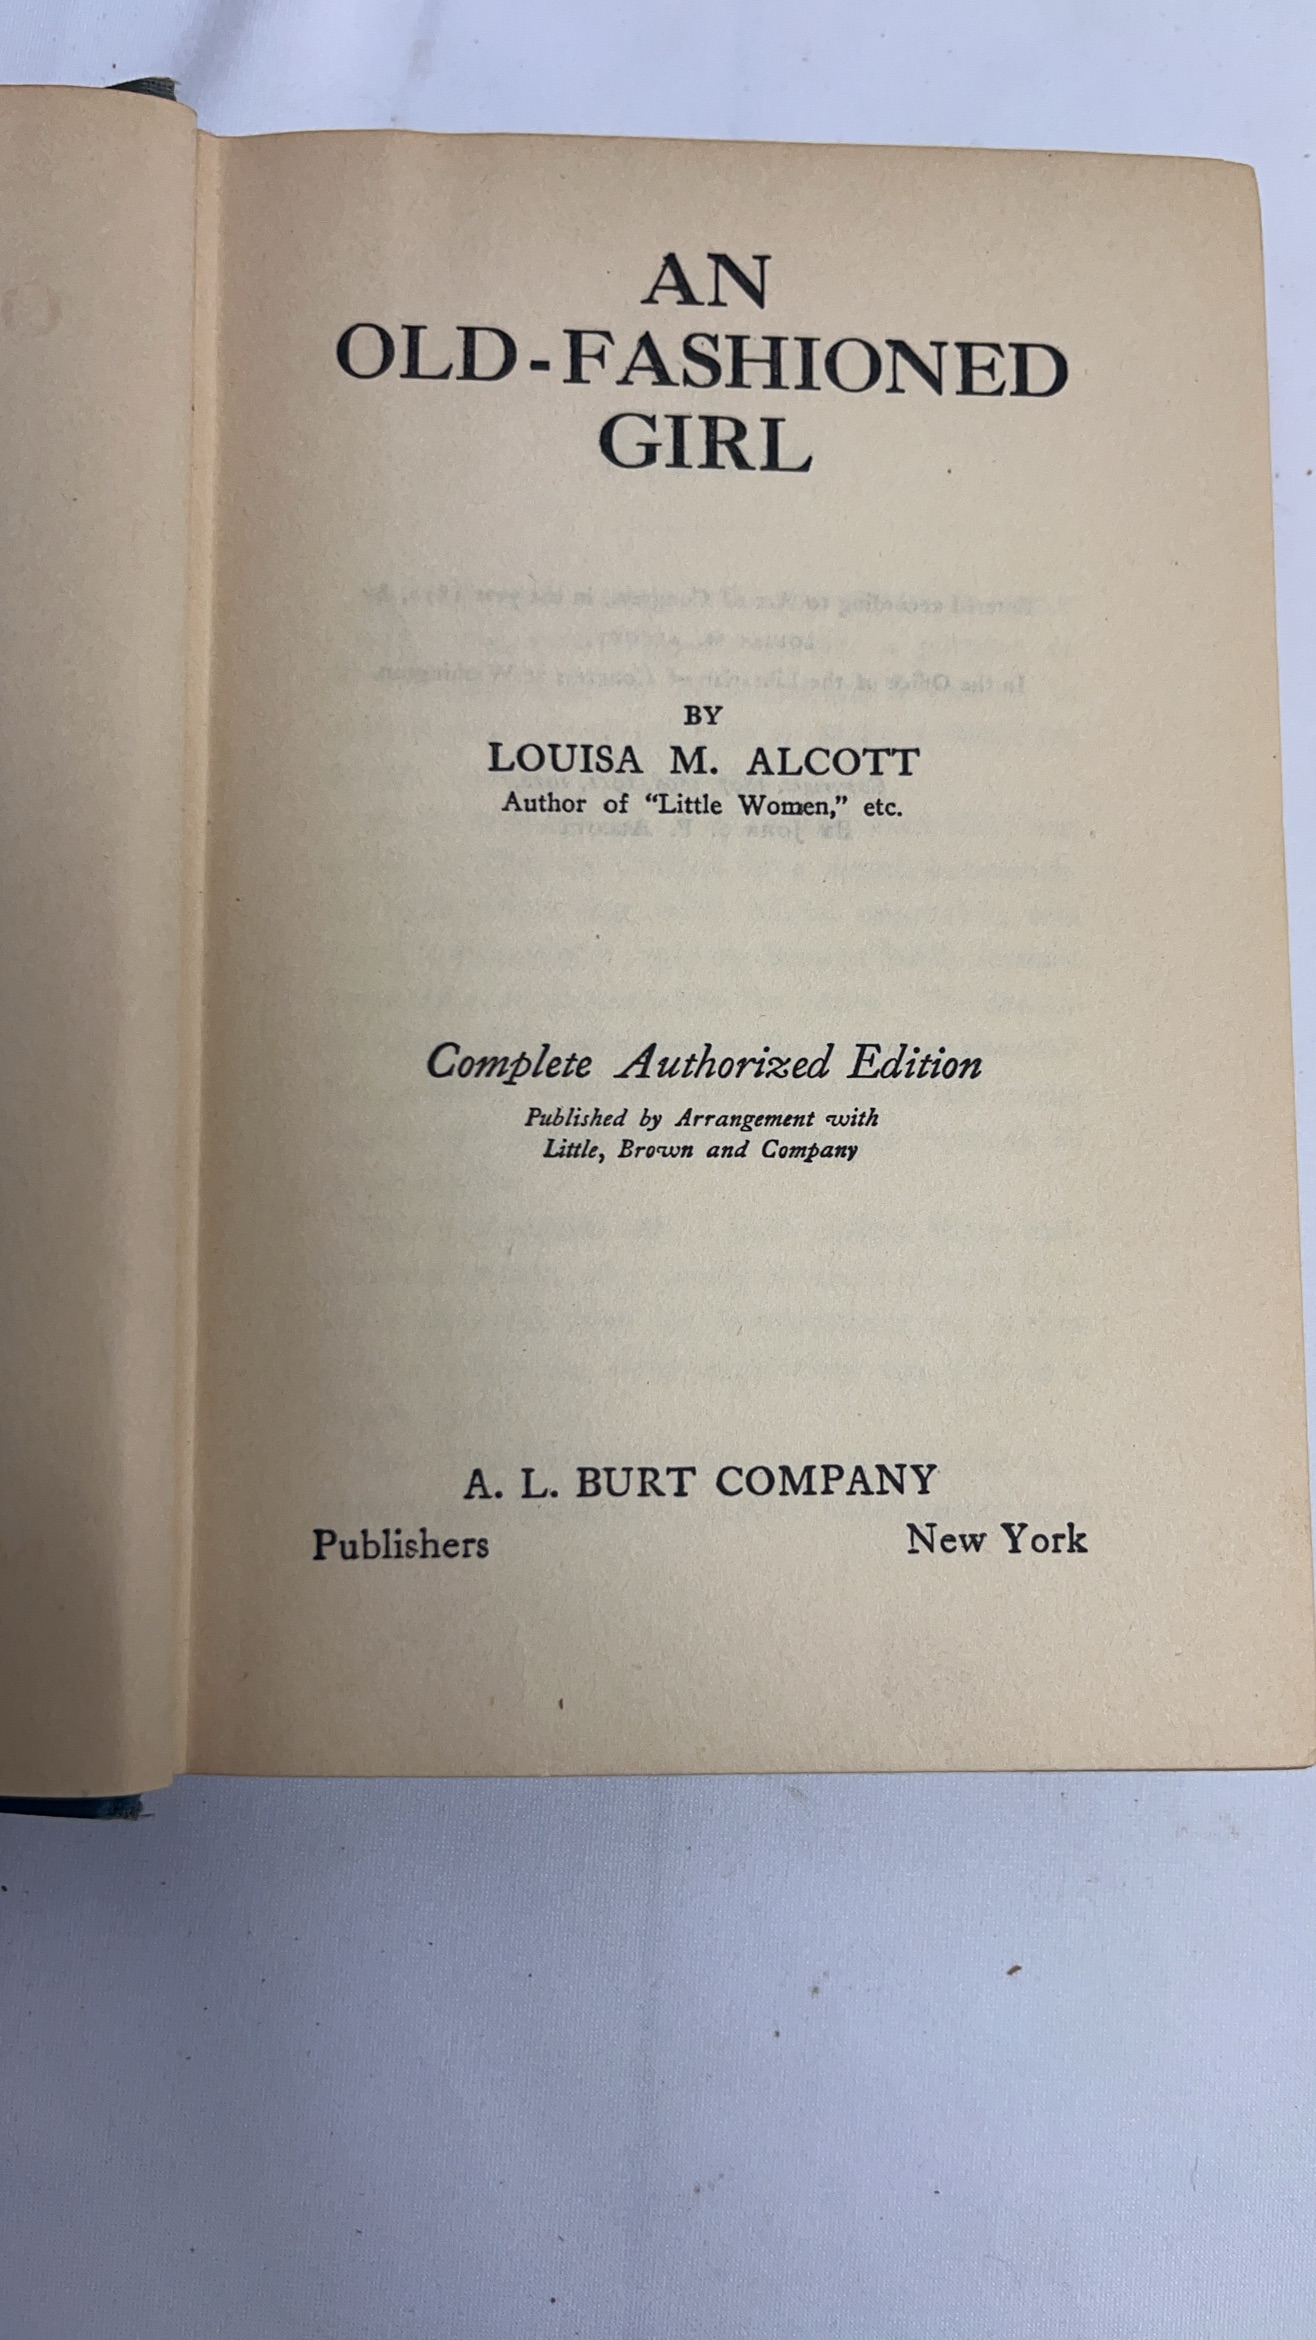 AN
OLD-FASHIONED
GIRL
BY
LOUISA M. ALCOTT
Author of "Little Women," etc.
Complete Authorized Edition
Published by Arrangement with
Little, Brown and Company
A. L. BURT COMPANY
Publishers New York